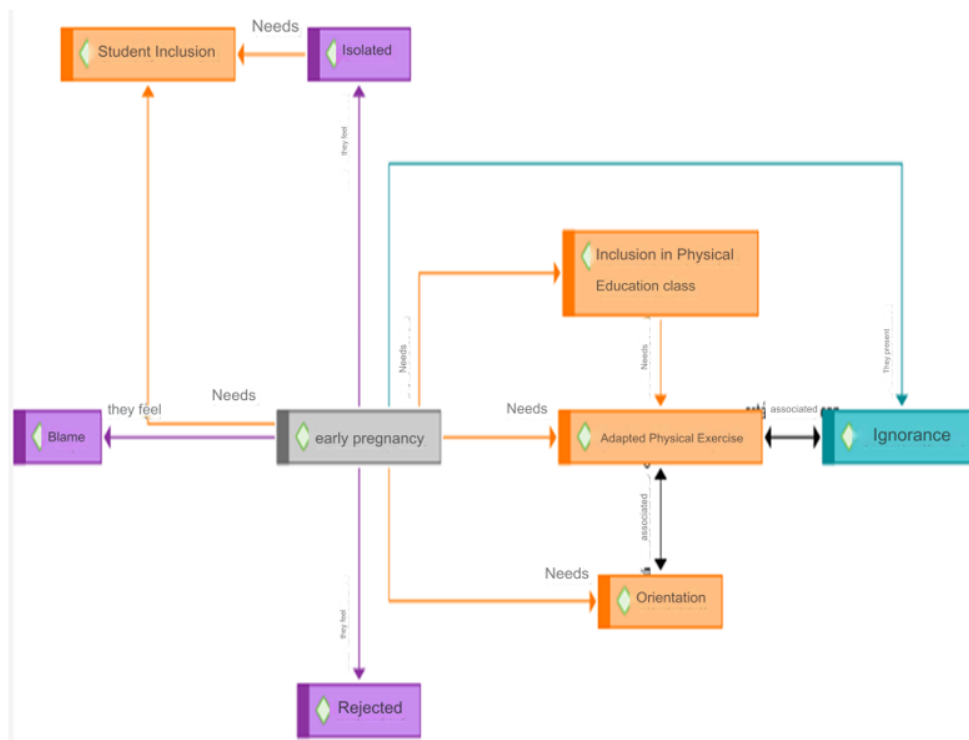 Needs
Student Inclusion
Isolated
they feel
Inclusion in Physical
Education class
Needs
Needs
They present
Needs
they feel
Needs
associated
Blame
early pregnancy
Adapted Physical Exercise
Ignorance
associated
Needs
Orientation
they feel
Rejected